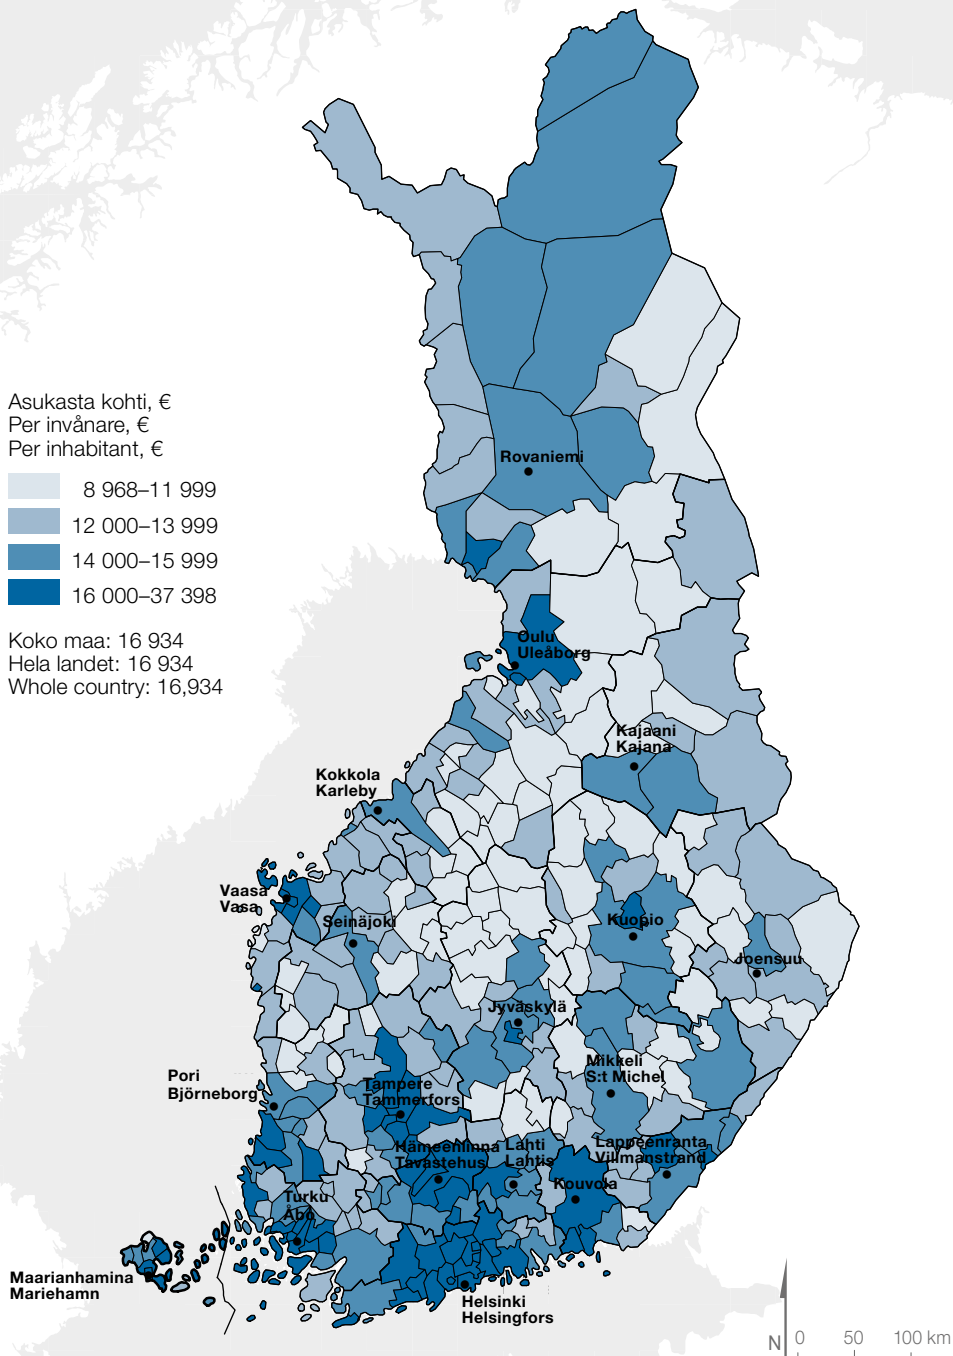 Asukasta kohti, €
Per invånare, €
Per inhabitant, €
8 968–11 999
12 000–13 999
14 000–15 999
16 000–37 398
Koko maa: 16 934
Hela landet: 16 934
Whole country: 16,934
Rovaniemi
Oulu
Uleåborg
Kajaani
Kajana
Kokkola
Karleby
Vaasa
Vasa
Seinäjoki
Kuopio
Joensuu
Jyväskylä
Mikkeli
S:t Michel
Pori
Björneborg
Tampere
Tammerfors
Hämeenlinna
Tavastehus
Lahti
Lahtis
Lappeenranta
Villmanstrand
Kouvola
Turku
Åbo
Maarianhamina
Mariehamn
Helsinki
Helsingfors
N 0 50 100 km